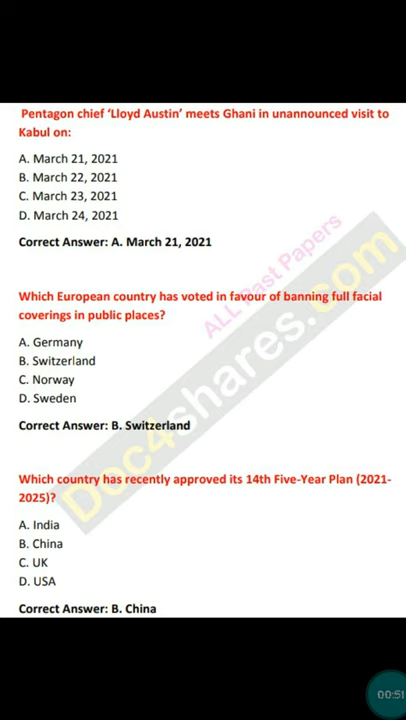 Pentagon chief ‘Lloyd Austin’ meets Ghani in unannounced visit to
Kabul on:
A. March 21, 2021
B. March 22, 2021
C. March 23, 2021
D. March 24, 2021
Correct Answer: A. March 21, 2021
ALL Past Papers
Doc4shares.com
Which European country has voted in favour of banning full facial
coverings in public places?
A. Germany
B. Switzerland
C. Norway
D. Sweden
Correct Answer: B. Switzerland
Which country has recently approved its 14th Five-Year Plan (2021-
2025)?
A. India
B. China
C. UK
D. USA
Correct Answer: B. China
00:51